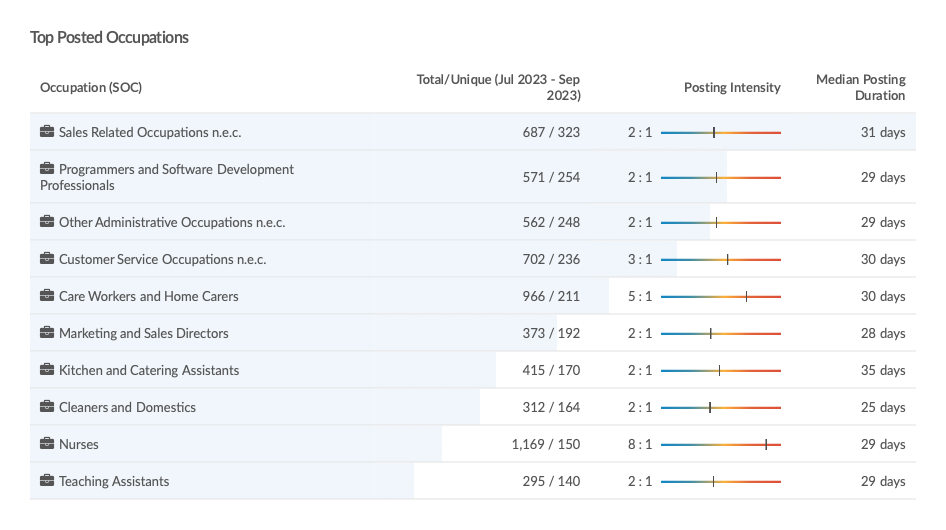 Top Posted Occupations
Occupation (SOC) Total/Unique (Jul 2023 - Sep 2023) Posting Intensity Median Posting Duration
Sales Related Occupations n.e.c. 687 / 323 2 : 1 31 days
Programmers and Software Development Professionals 571 / 254 2 : 1 29 days
Other Administrative Occupations n.e.c. 562 / 248 2 : 1 29 days
Customer Service Occupations n.e.c. 702 / 236 3 : 1 30 days
Care Workers and Home Carers 966 / 211 5 : 1 30 days
Marketing and Sales Directors 373 / 192 2 : 1 28 days
Kitchen and Catering Assistants 415 / 170 2 : 1 35 days
Cleaners and Domestics 312 / 164 2 : 1 25 days
Nurses 1,169 / 150 8 : 1 29 days
Teaching Assistants 295 / 140 2 : 1 29 days